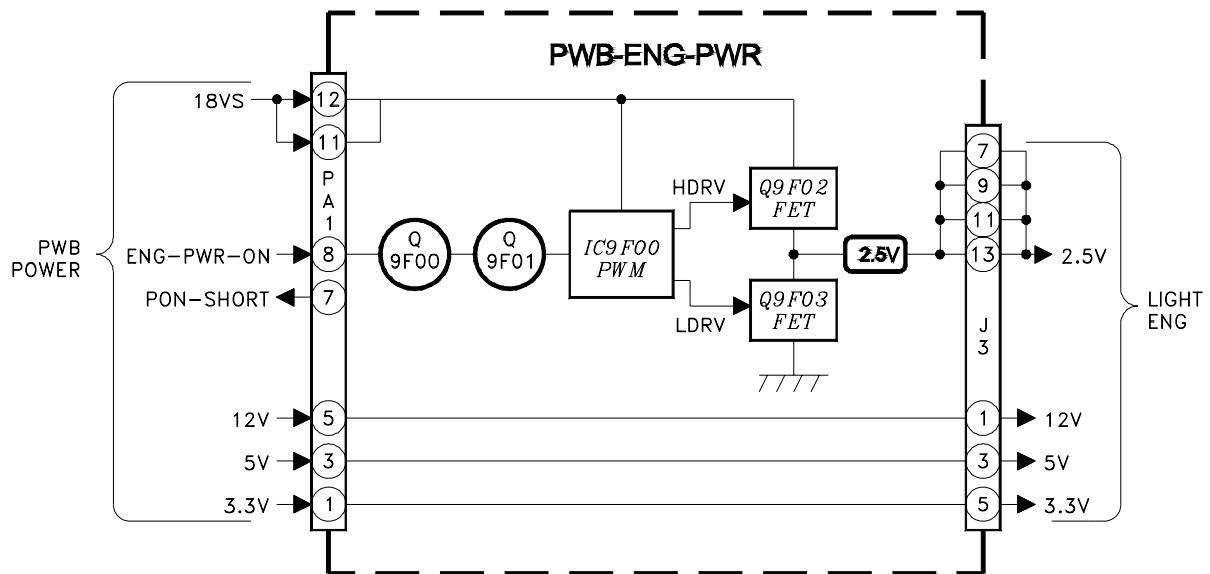 PWB-ENG-PWR
18VS
12
11
P
A
1
PWB
POWER
ENG-PWR-ON
8
Q
9F00
Q
9F01
IC9F00
PWM
HDRV
LDRV
Q9F02
FET
Q9F03
FET
2.5V
7
9
11
13
2.5V
PON-SHORT
7
J
3
LIGHT
ENG
12V
5
1
12V
5V
3
3
5V
3.3V
1
5
3.3V